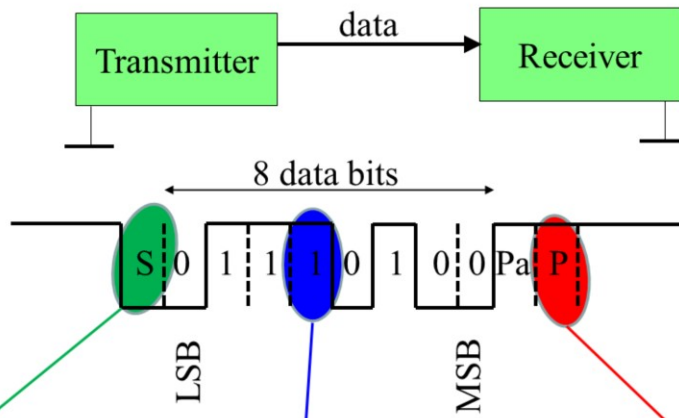 data
Transmitter
Receiver
8 data bits
S 0 1 1 1 0 1 0 0 Pa P
LSB
MSB